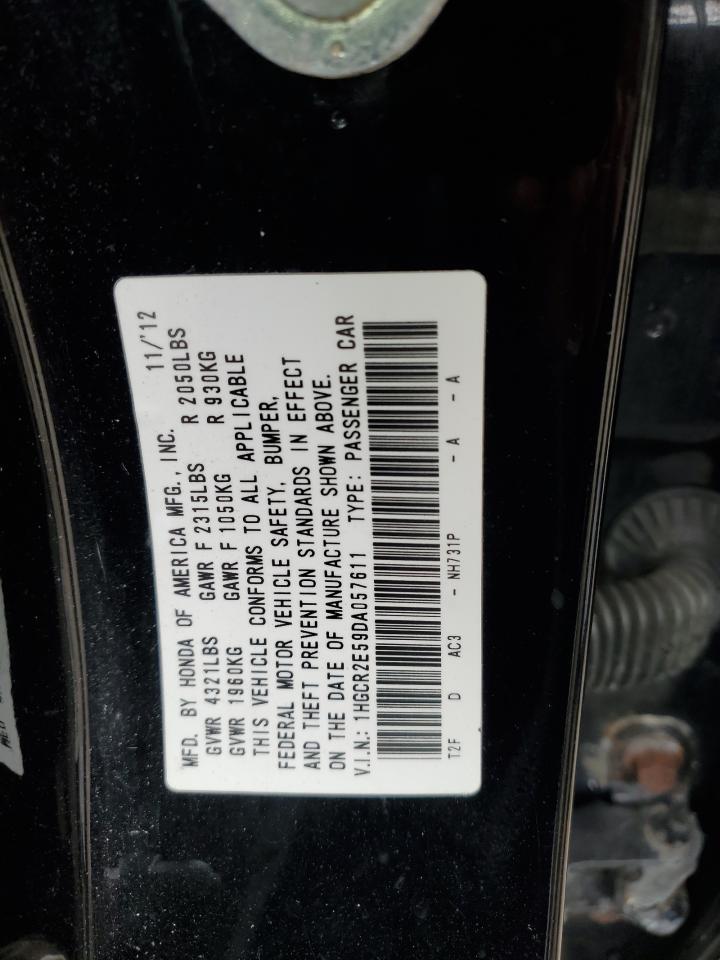 MFD. BY HONDA OF AMERICA MFG., INC. 11/'12
GVWR 4321LBS GAWR F 2315LBS R 2050LBS
GVWR 1960KG GAWR F 1050KG R 930KG
THIS VEHICLE CONFORMS TO ALL APPLICABLE
FEDERAL MOTOR VEHICLE SAFETY, BUMPER,
AND THEFT PREVENTION STANDARDS IN EFFECT
ON THE DATE OF MANUFACTURE SHOWN ABOVE.
V.I.N.: 1HGCR2E59DA057611 TYPE: PASSENGER CAR
T2F D AC3 - NH731P - A - A